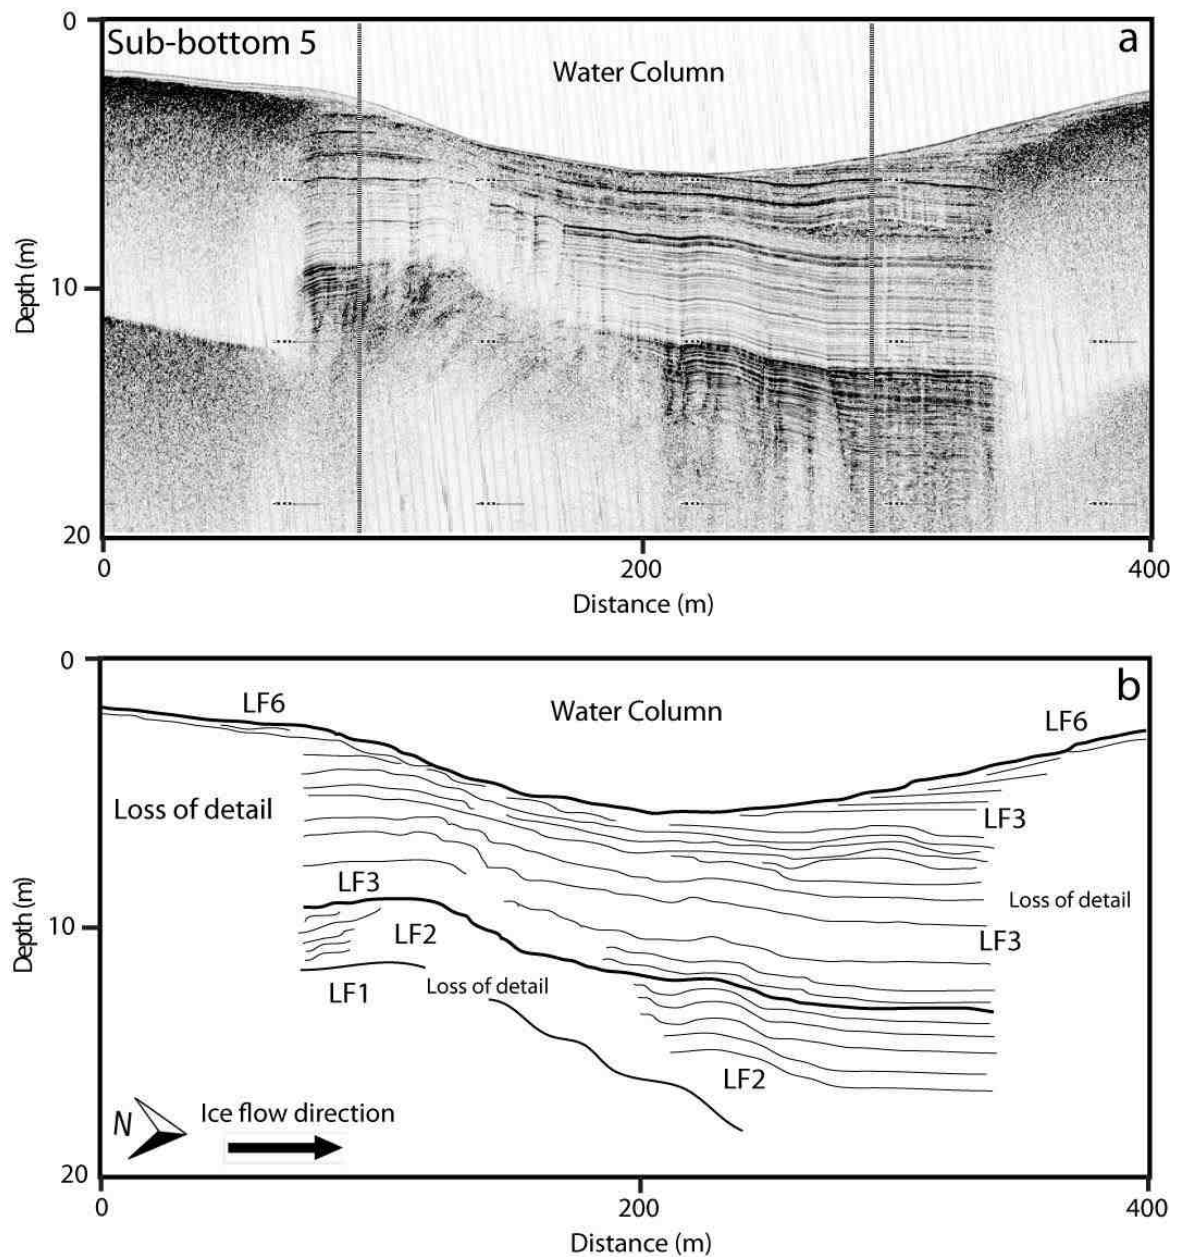 0
Sub-bottom 5
a
Water Column
Depth (m)
10
20
0
200
400
Distance (m)
0
b
LF6
Water Column
LF6
Loss of detail
LF3
LF3
Loss of detail
Depth (m)
10
LF2
LF3
LF1
Loss of detail
LF2
N
Ice flow direction
20
0
200
400
Distance (m)